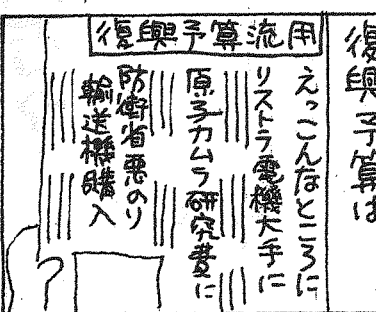 復興予算は
復興予算流用
えっこんなところに
リストラ電機大手に
原子力ムラ研究費に
防衛省悪のり
輸送機購入
?